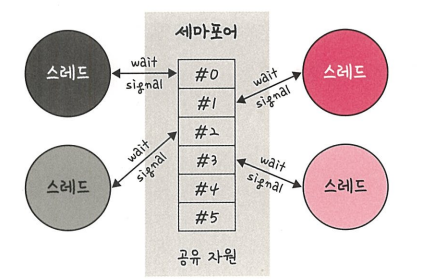 세마포어
스레드
wait
signal
#0
wait
signal
스레드
#1
#2
스레드
wait
signal
#3
wait
signal
스레드
#4
#5
공유 자원